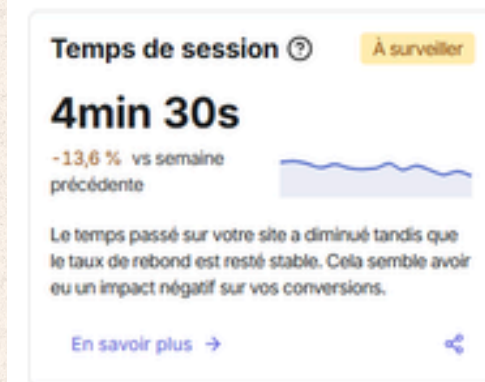 Temps de session
À surveiller
4min 30s
-13,6 % vs semaine
précédente
Le temps passé sur votre site a diminué tandis que
le taux de rebond est resté stable. Cela semble avoir
eu un impact négatif sur vos conversions.
En savoir plus →